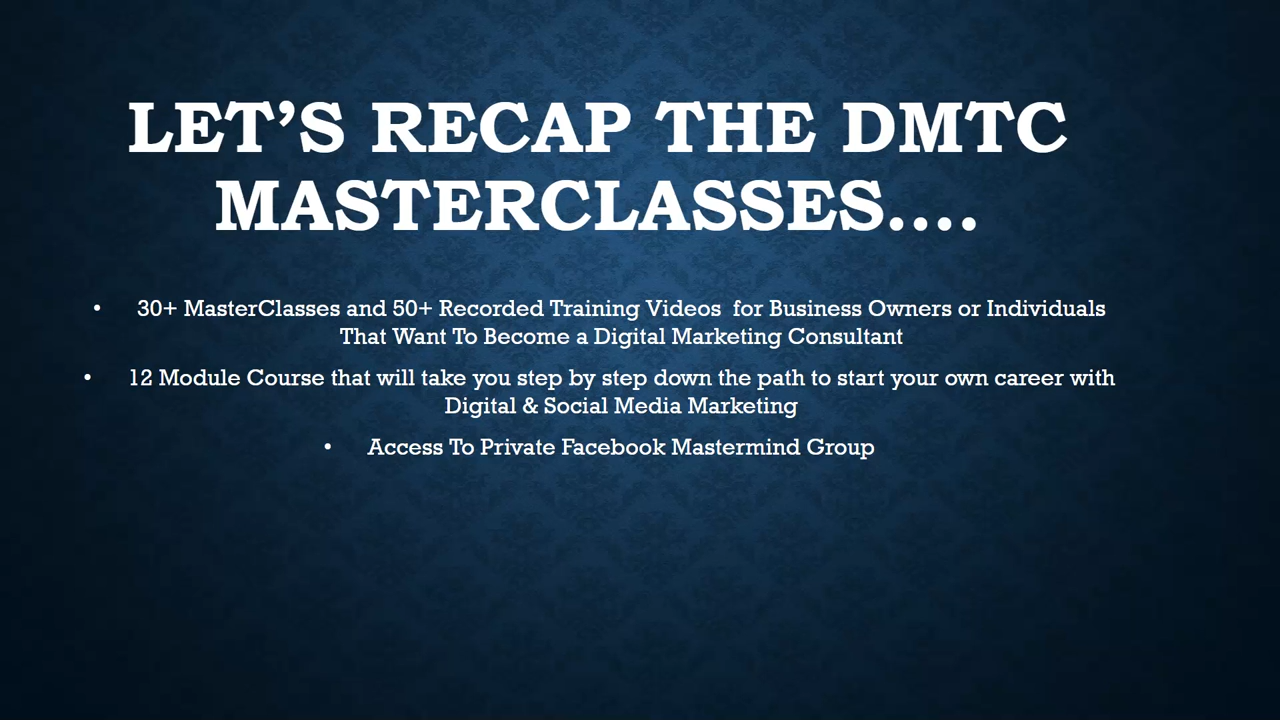 LET’S RECAP THE DMTC
MASTERCLASSES….
• 30+ MasterClasses and 50+ Recorded Training Videos  for Business Owners or Individuals
That Want To Become a Digital Marketing Consultant
• 12 Module Course that will take you step by step down the path to start your own career with
Digital & Social Media Marketing
• Access To Private Facebook Mastermind Group